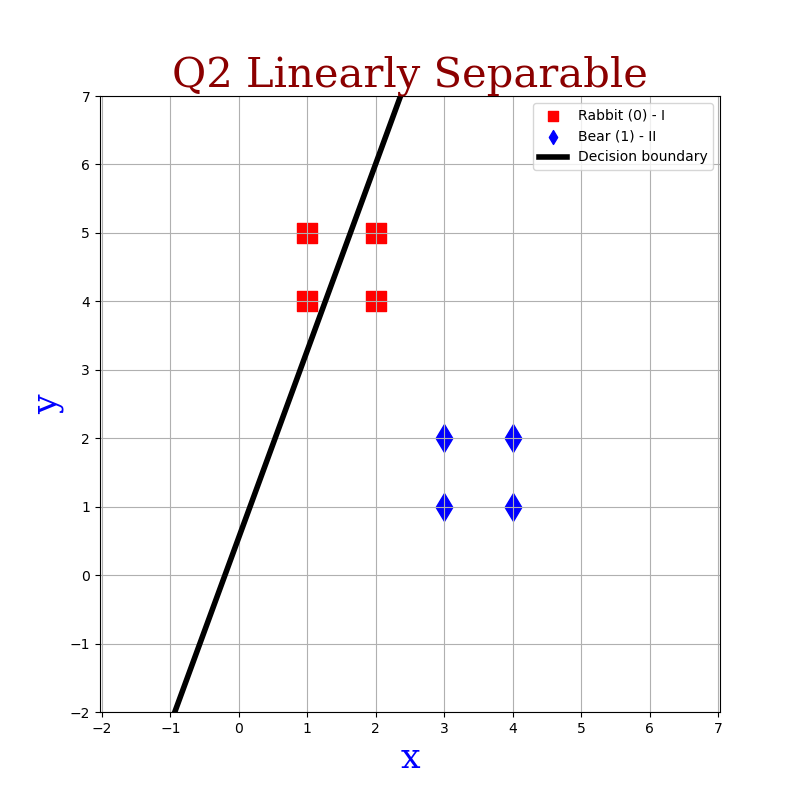 Q2 Linearly Separable
Rabbit (0) - I
Bear (1) - II
Decision boundary
y
7
6
5
4
3
2
1
0
−1
−2
−2 −1 0 1 2 3 4 5 6 7
x